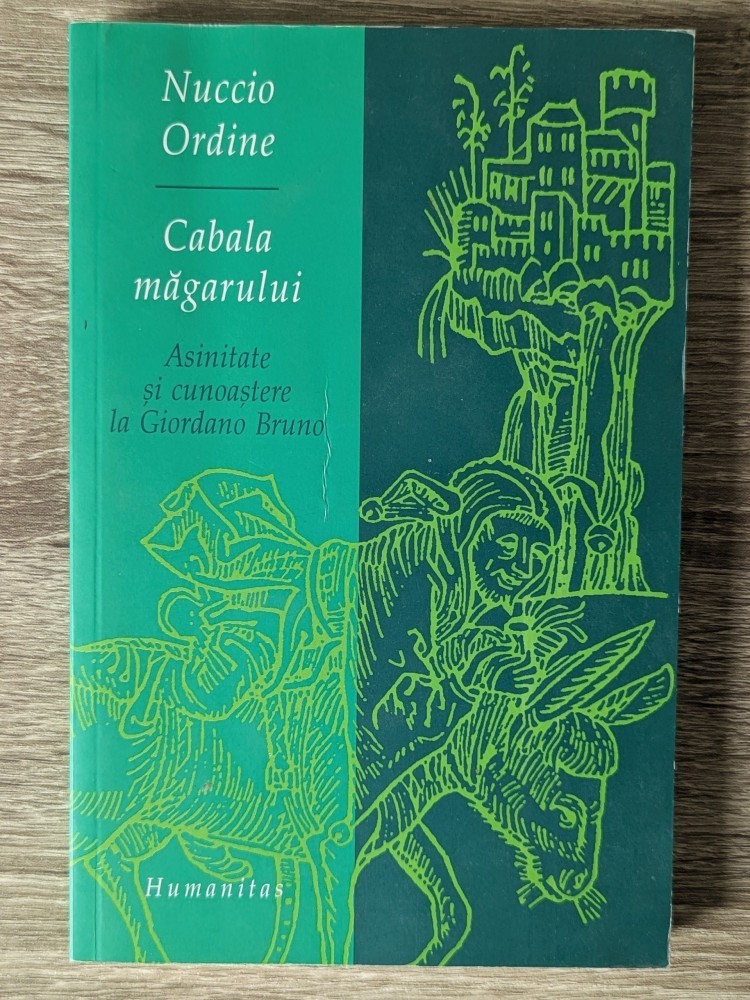 Nuccio
Ordine
Cabala
măgarului
Asinitate
și cunoaștere
la Giordano Bruno
Humanitas